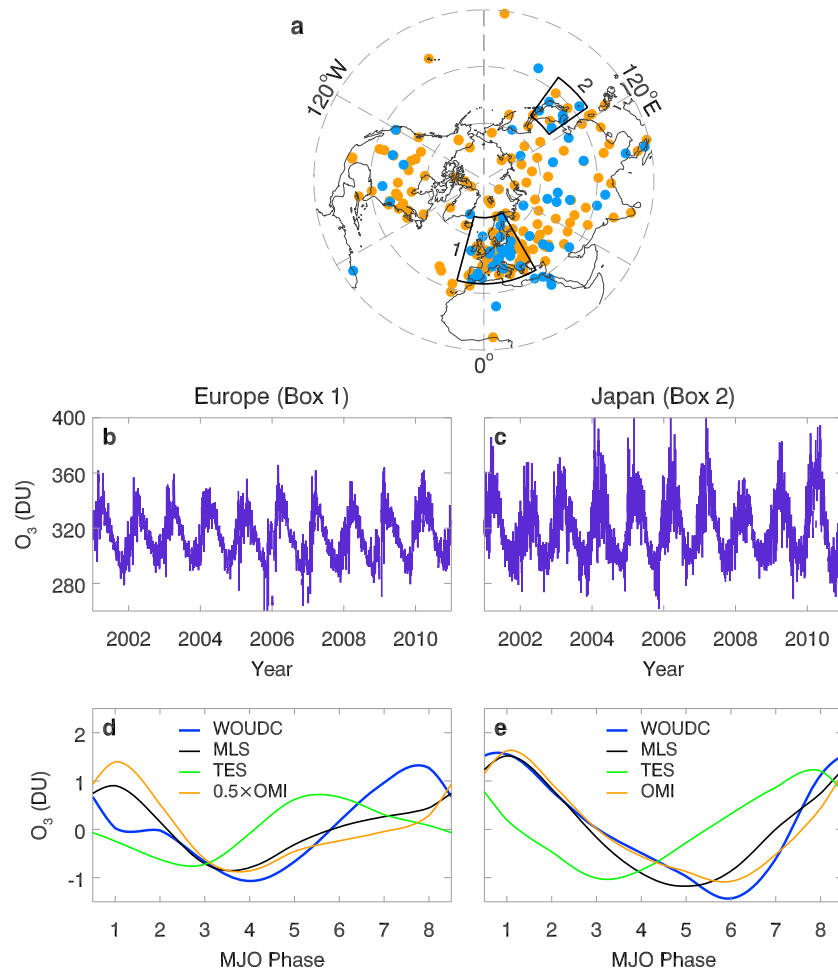 a
120°W
120°E
2
1
0°
Europe (Box 1)
Japan (Box 2)
b
c
400
360
320
280
O₃ (DU)
2002 2004 2006 2008 2010
2002 2004 2006 2008 2010
Year
Year
d
e
WOUDC
MLS
TES
0.5×OMI
WOUDC
MLS
TES
OMI
2
1
0
-1
O₃ (DU)
1 2 3 4 5 6 7 8
1 2 3 4 5 6 7 8
MJO Phase
MJO Phase